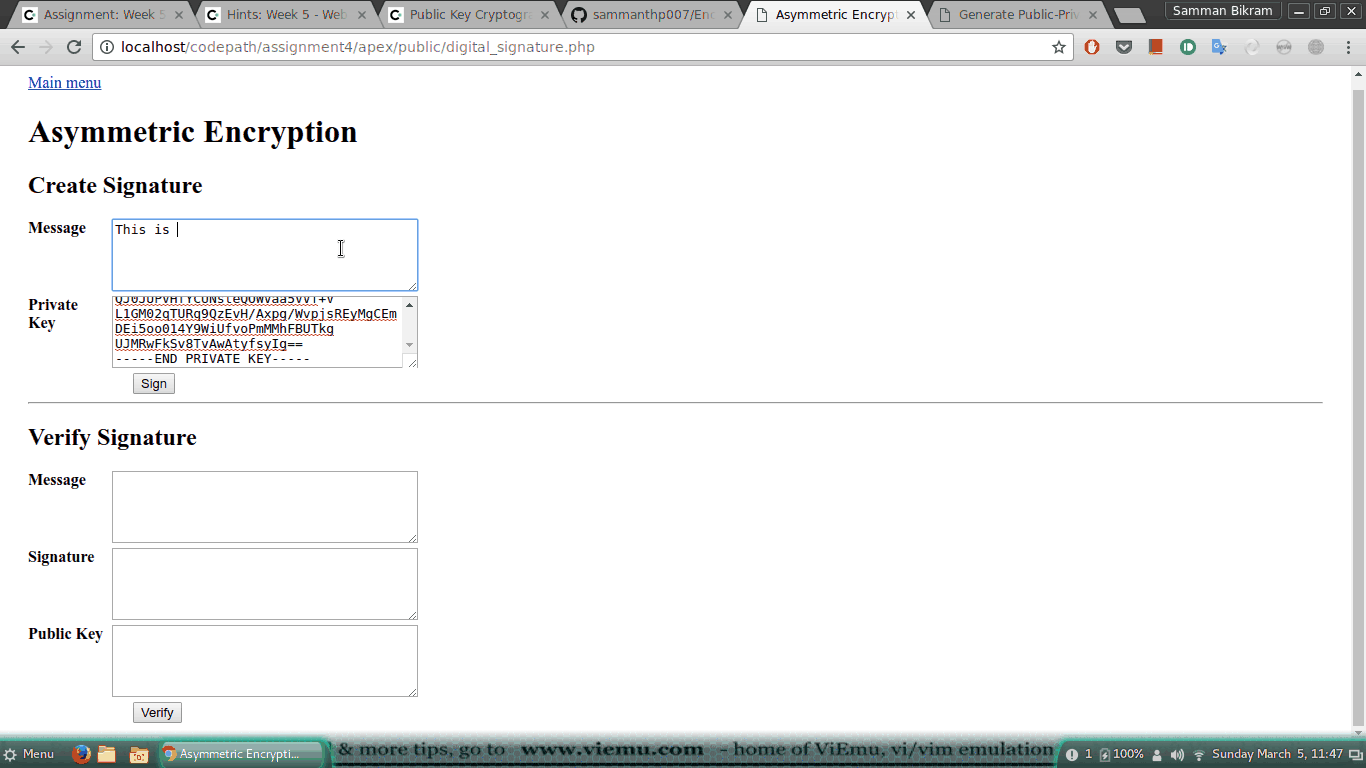 Assignment: Week 5
Hints: Week 5 - Web
Public Key Cryptogra
sammanthp007/Enc
Asymmetric Encrypt
Generate Public-Priv
Samman Bikram
localhost/codepath/assignment4/apex/public/digital_signature.php
Main menu
Asymmetric Encryption
Create Signature
Message
This is
Private
Key
L1GM02qTURg9QzEvH/Axpg/WvpjsREyMgCEm
DEi5oo014Y9WiUfvoPmMMhFBUTkg
UJMRwFkSv8TvAwAtyfsyIg==
-----END PRIVATE KEY-----
Sign
Verify Signature
Message
Signature
Public Key
Verify
Menu
Asymmetric Encrypti...
& more tips, go to www.viemu.com - home of ViEmu, vi/vim emulation
1
100%
Sunday March 5, 11:47